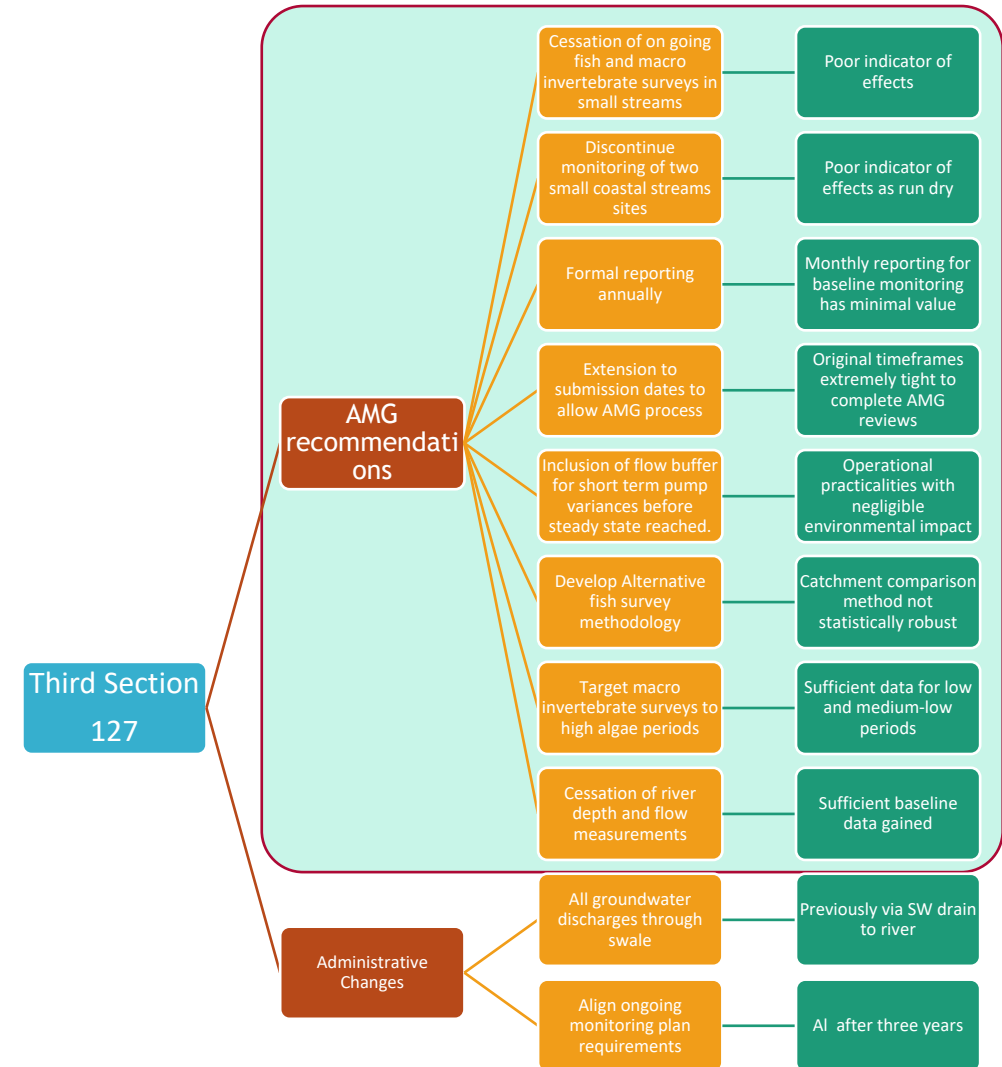 Third Section
127
AMG
recommendati
ons
Cessation of on going
fish and macro
invertebrate surveys in
small streams
Poor indicator of
effects
Discontinue
monitoring of two
small coastal streams
sites
Poor indicator of
effects as run dry
Formal reporting
annually
Monthly reporting for
baseline monitoring
has minimal value
Extension to
submission dates to
allow AMG process
Original timeframes
extremely tight to
complete AMG
reviews
Inclusion of flow buffer
for short term pump
variances before
steady state reached.
Operational
practicalities with
negligible
environmental impact
Develop Alternative
fish survey
methodology
Catchment comparison
method not
statistically robust
Target macro
invertebrate surveys to
high algae periods
Sufficient data for low
and medium-low
periods
Cessation of river
depth and flow
measurements
Sufficient baseline
data gained
Administrative
Changes
All groundwater
discharges through
swale
Previously via SW drain
to river
Align ongoing
monitoring plan
requirements
Al after three years